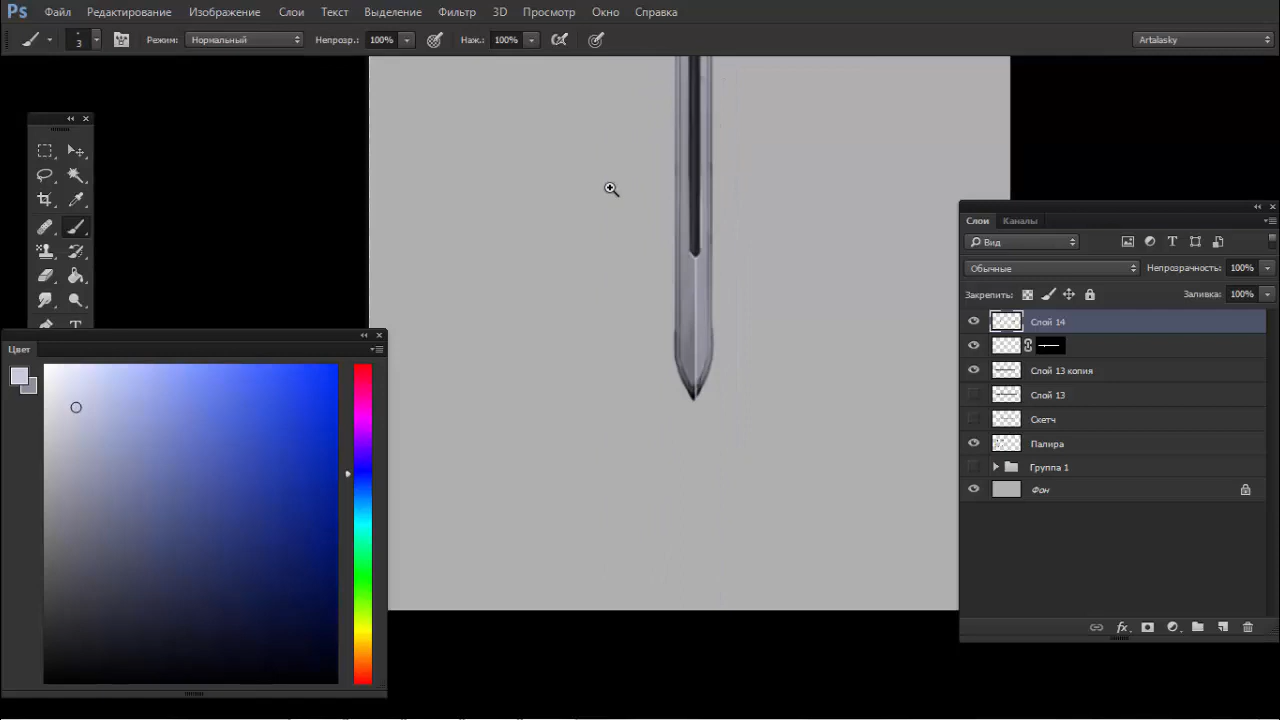 Ps Файл Редактирование Изображение Слои Текст Выделение Фильтр 3D Просмотр Окно Справка
3 Режим: Нормальный Непрозр.: 100% Наж.: 100% Artalasky
Слои Каналы
Вид
Обычные Непрозрачность: 100%
Закрепить: Заливка: 100%
Слой 14
Слой 13 копия
Слой 13
Скетч
Палира
Группа 1
Фон
fx
Цвет
T